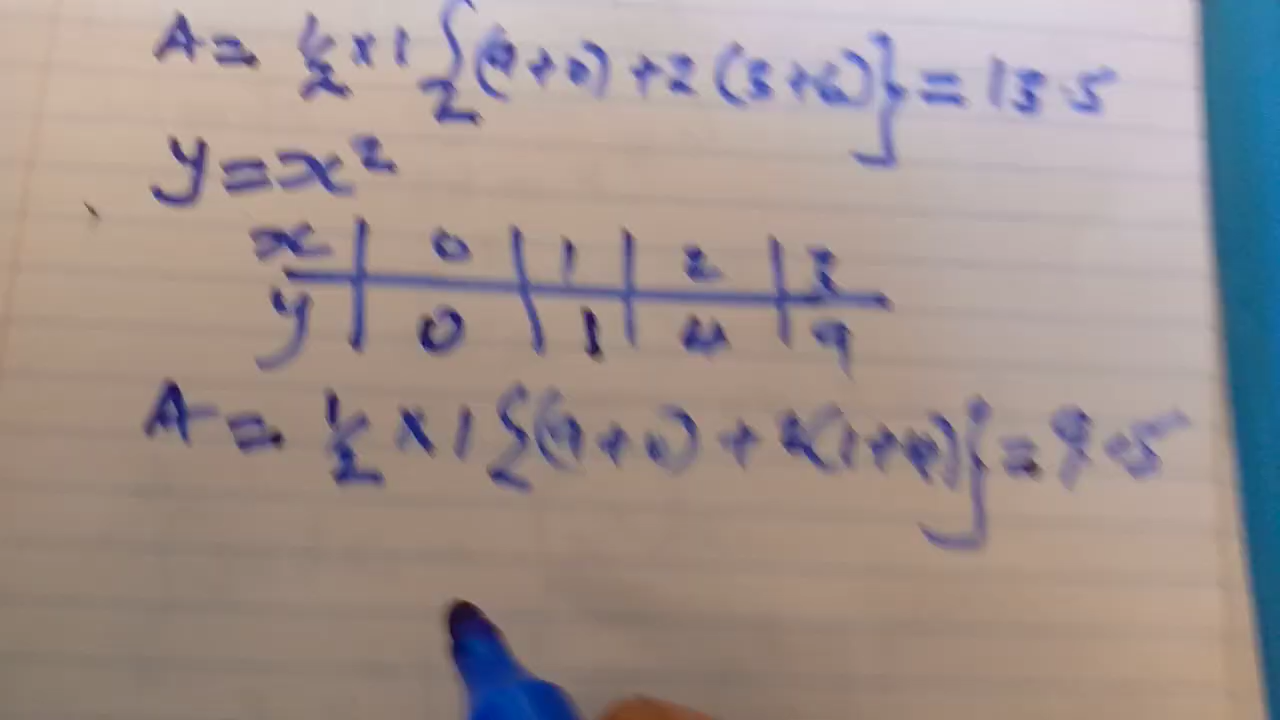 A = ½ × 1 {(9+0) + 2 (3+6)} = 13.5
y = x²
x | 0 | 1 | 2 | 3
y | 0 | 1 | 4 | 9
A = ½ × 1 {(9+0) + 2(1+4)} = 9.5